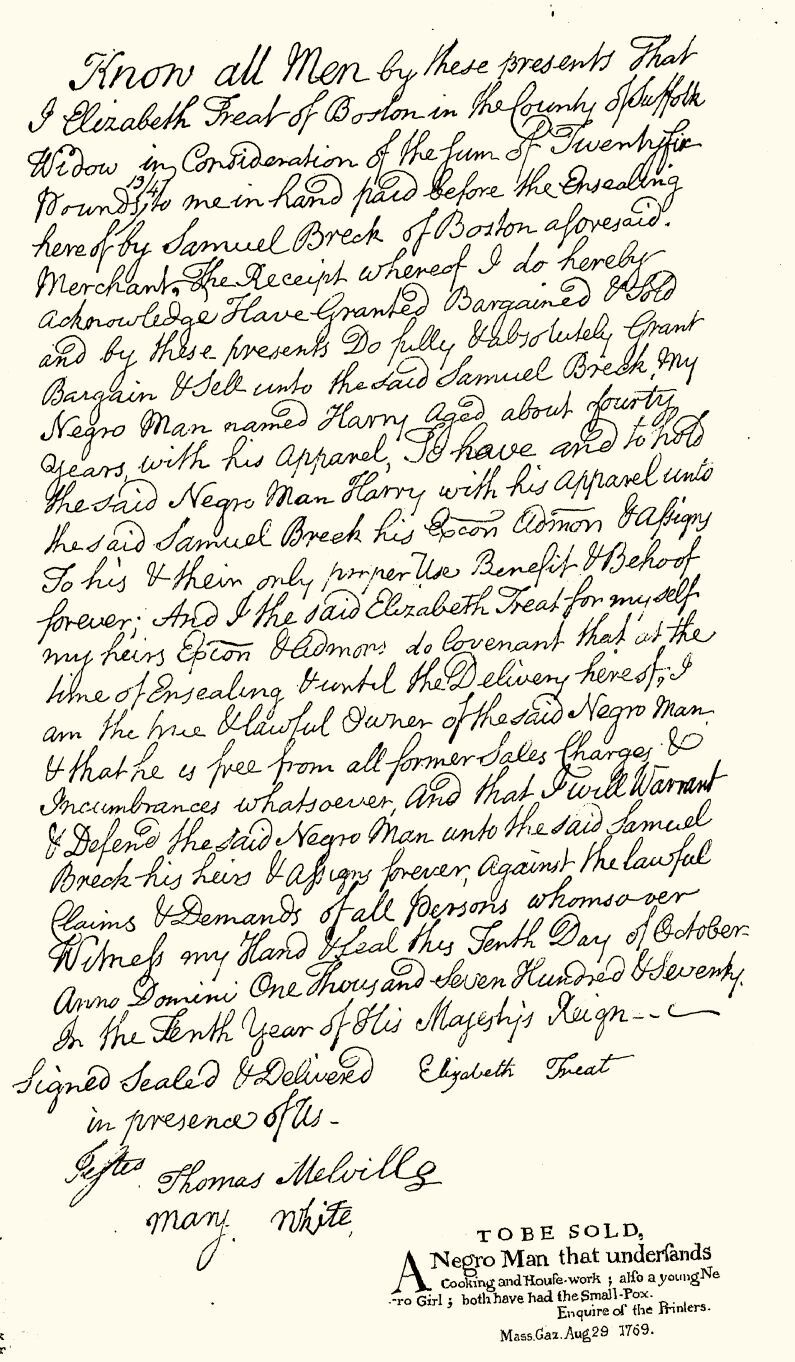 Know all Men by these presents That
I Elizabeth Treat of Boston in the County of Suffolk
Widow in Consideration of the sum of Twentysix
Pounds 13/4 to me in hand paid before the Ensealing
hereof by Samuel Breck of Boston aforesaid.
Merchant, The Receipt whereof I do hereby
acknowledge Have Granted Bargained & Sold
and by these presents Do fully & absolutely Grant
Bargain & Sell unto the said Samuel Breck, My
Negro Man named Harry aged about fourty
years, with his apparel, To have and to hold
the said Negro Man Harry with his apparel unto
the said Samuel Breck his Excon Admon & assigns
To his & their only proper Use Benefit & Behoof
forever; And I the said Elizabeth Treat for my self
my heirs Excon & Admons do Covenant that at the
time of Ensealing & until the Delivery hereof, I
am the true & lawful Owner of the said Negro Man
& that he is free from all former Sales Charges &
Incumbrances whatsoever, And that I will Warrant
& Defend the said Negro Man unto the said Samuel
Breck his heirs & assigns forever, against the lawful
Claims & Demands of all Persons whomsoever
Witness my Hand & Seal this Tenth Day of October-
Anno Domini One Thousand Seven Hundred & Seventy.
In the Tenth Year of His Majesty's Reign--
Signed Sealed & Delivered Elizabeth Treat
in presence of Us-
Testes Thomas Melvill
Mary White,
TO BE SOLD,
A Negro Man that undersands
Cooking and House-work; also a young Ne
-ro Girl; both have had the Small-Pox.
Enquire of the Printers.
Mass. Gaz. Aug 29 1769.